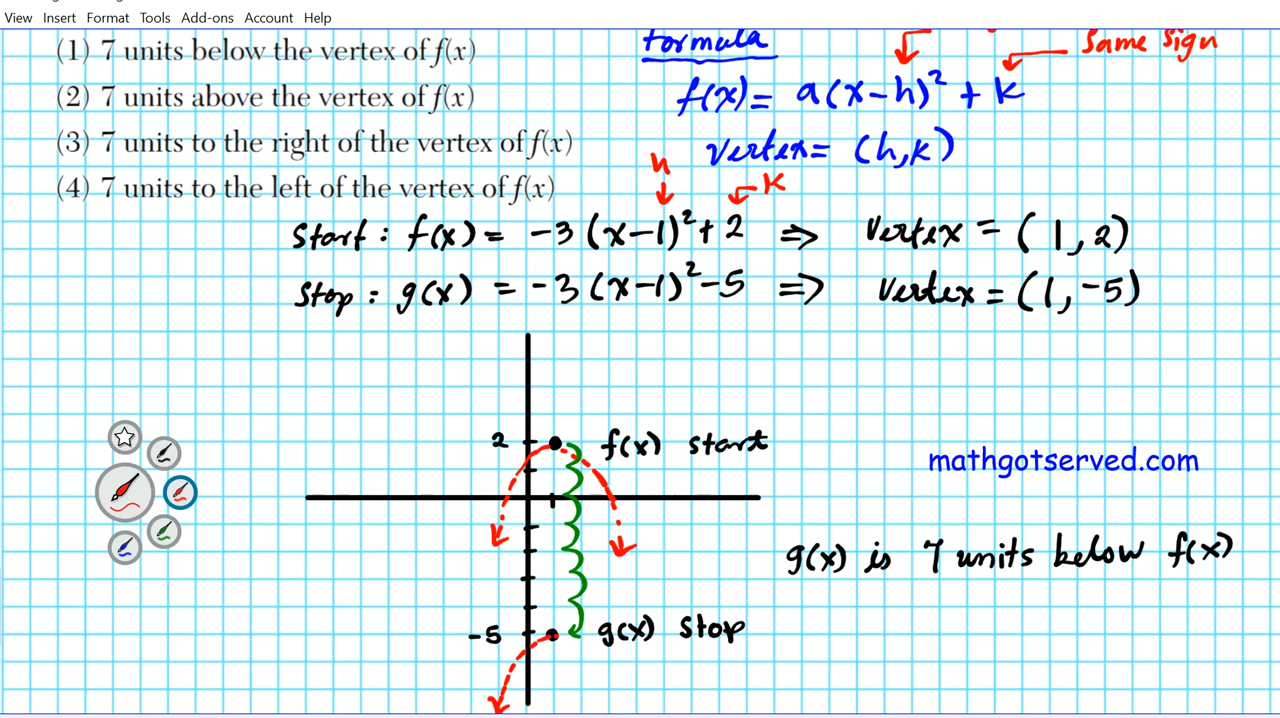 View Insert Format Tools Add-ons Account Help
(1) 7 units below the vertex of f(x)
(2) 7 units above the vertex of f(x)
(3) 7 units to the right of the vertex of f(x)
(4) 7 units to the left of the vertex of f(x)
formula
Same Sign
f(x) = a(x-h)² + k
Vertex = (h,k)
h
k
Start : f(x) = -3(x-1)² + 2 ⇒ Vertex = (1,2)
Stop : g(x) = -3(x-1)² - 5 ⇒ Vertex = (1,-5)
2
f(x) start
mathgotserved.com
g(x) is 7 units below f(x)
-5
g(x) stop